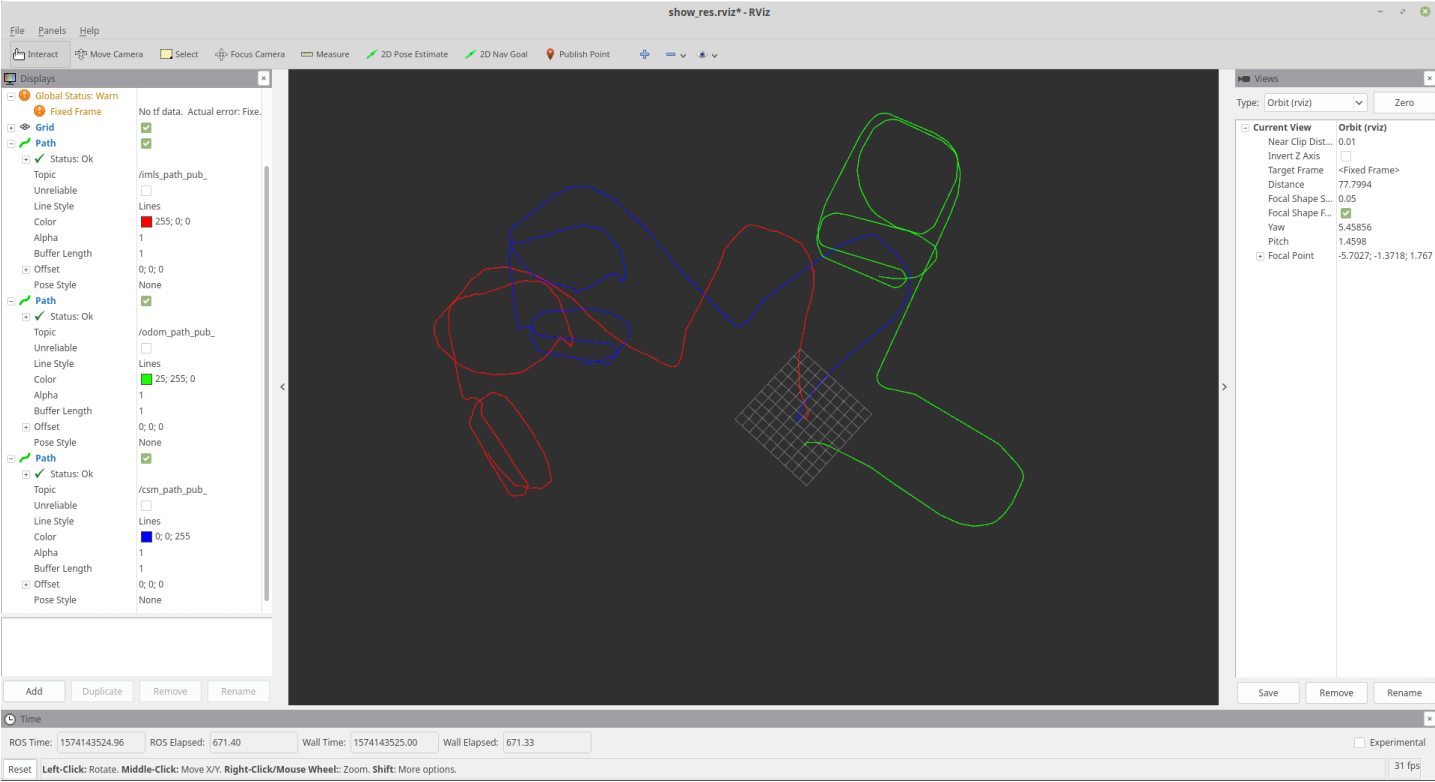 show_res.rviz* - RViz
File Panels Help
Interact Move Camera Select Focus Camera Measure 2D Pose Estimate 2D Nav Goal Publish Point
Displays
Global Status: Warn
Fixed Frame No tf data. Actual error: Fixe.
Grid
Path
Status: Ok
Topic /imls_path_pub_
Unreliable
Line Style Lines
Color 255; 0; 0
Alpha 1
Buffer Length 1
Offset 0; 0; 0
Pose Style None
Path
Status: Ok
Topic /odom_path_pub_
Unreliable
Line Style Lines
Color 25; 255; 0
Alpha 1
Buffer Length 1
Offset 0; 0; 0
Pose Style None
Path
Status: Ok
Topic /csm_path_pub_
Unreliable
Line Style Lines
Color 0; 0; 255
Alpha 1
Buffer Length 1
Offset 0; 0; 0
Pose Style None
Add Duplicate Remove Rename
Views
Type: Orbit (rviz) Zero
Current View Orbit (rviz)
Near Clip Dist... 0.01
Invert Z Axis
Target Frame <Fixed Frame>
Distance 77.7994
Focal Shape S... 0.05
Focal Shape F...
Yaw 5.45856
Pitch 1.4598
Focal Point -5.7027; -1.3718; 1.767
Save Remove Rename
Time
ROS Time: 1574143524.96 ROS Elapsed: 671.40 Wall Time: 1574143525.00 Wall Elapsed: 671.33 Experimental
Reset Left-Click: Rotate. Middle-Click: Move X/Y. Right-Click/Mouse Wheel:: Zoom. Shift: More options. 31 fps